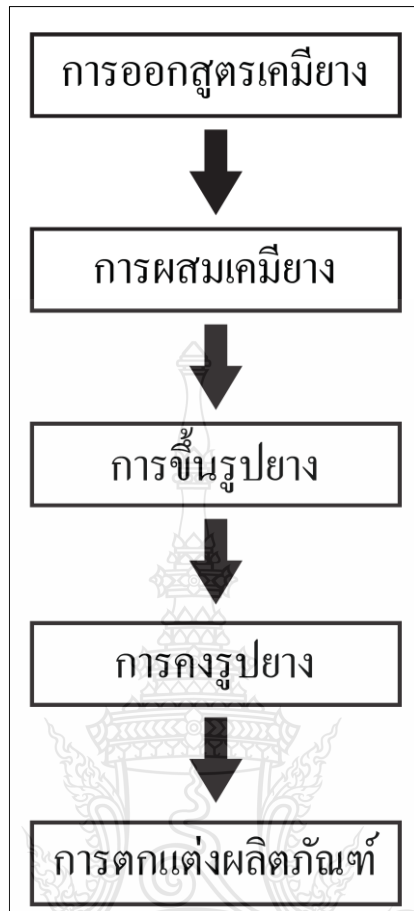 การออกสูตรเคมียาง
การผสมเคมียาง
การขึ้นรูปยาง
การคงรูปยาง
การตกแต่งผลิตภัณฑ์